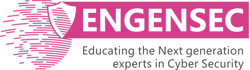 ENGENSEC
Educating the Next generation
experts in Cyber Security